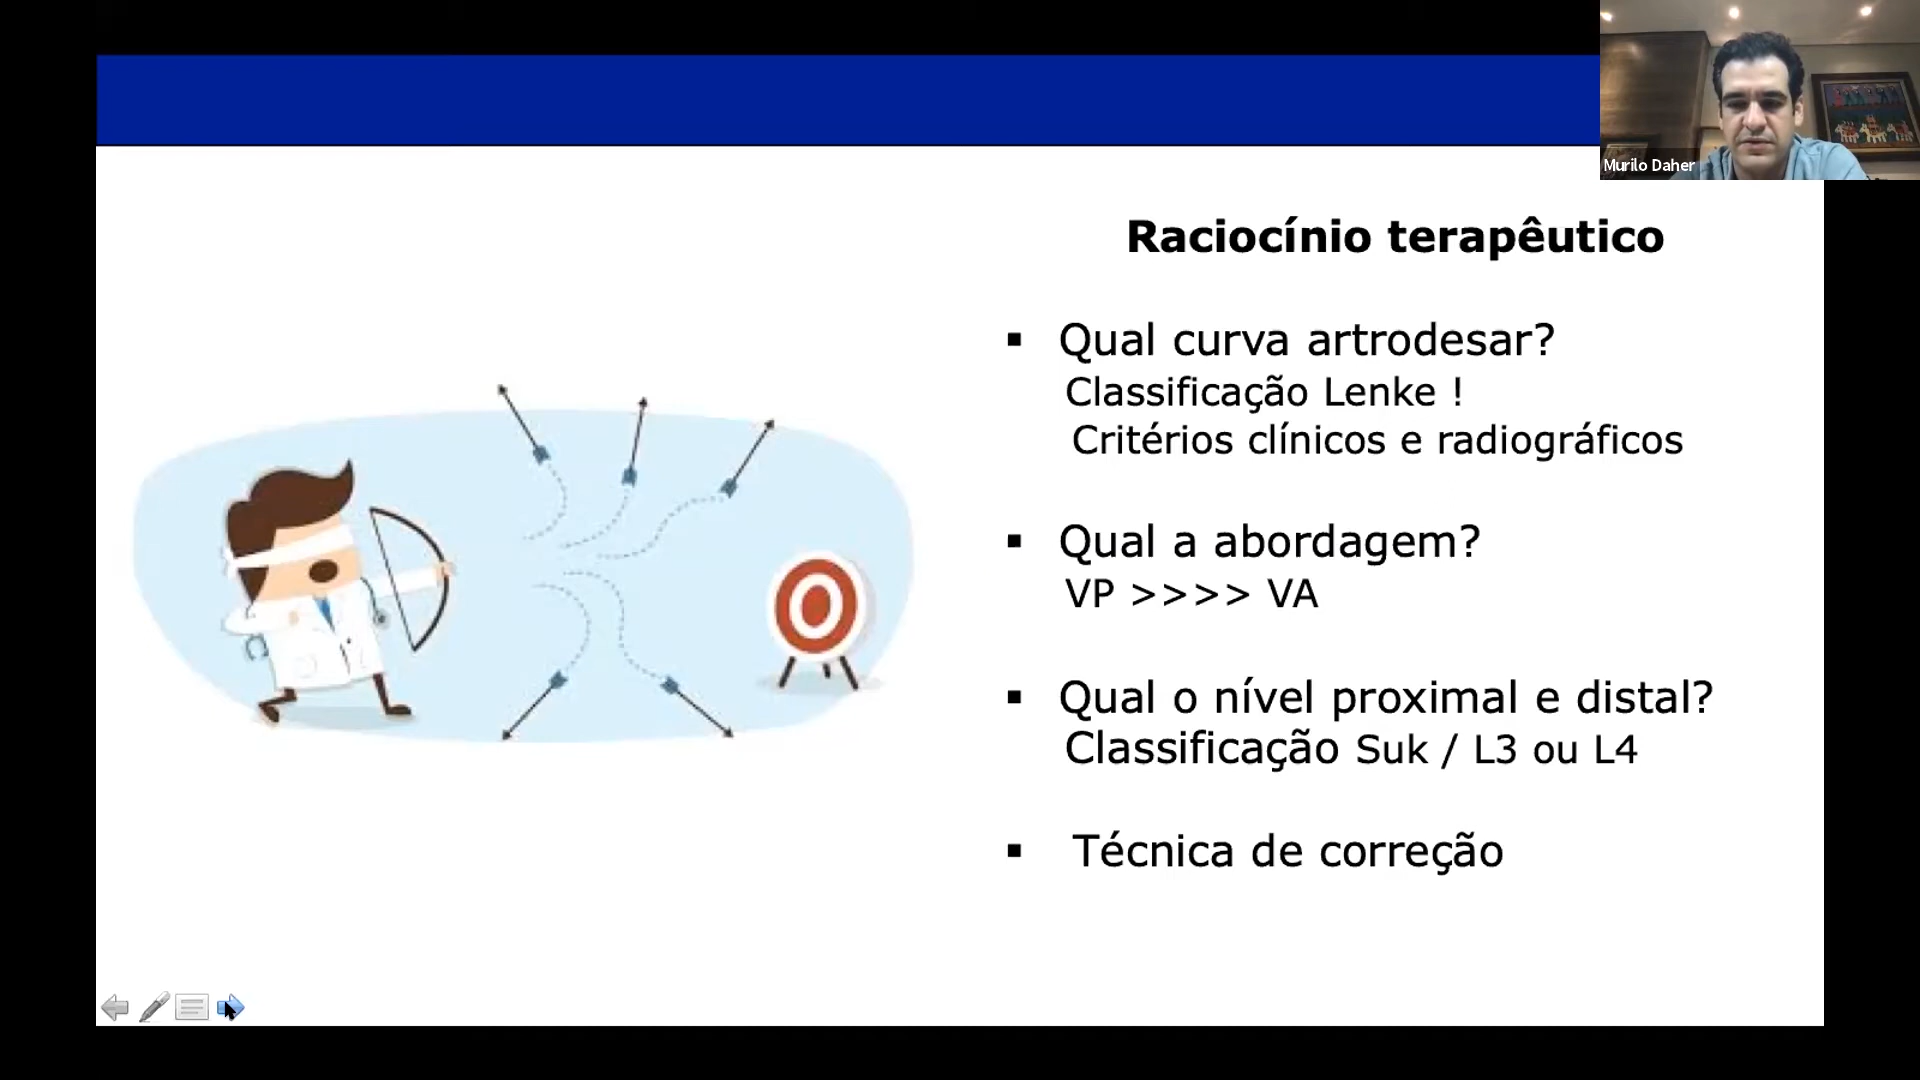 Murilo Daher
Raciocínio terapêutico
▪ Qual curva artrodesar?
Classificação Lenke !
Critérios clínicos e radiográficos
▪ Qual a abordagem?
VP >>>> VA
▪ Qual o nível proximal e distal?
Classificação Suk / L3 ou L4
▪ Técnica de correção